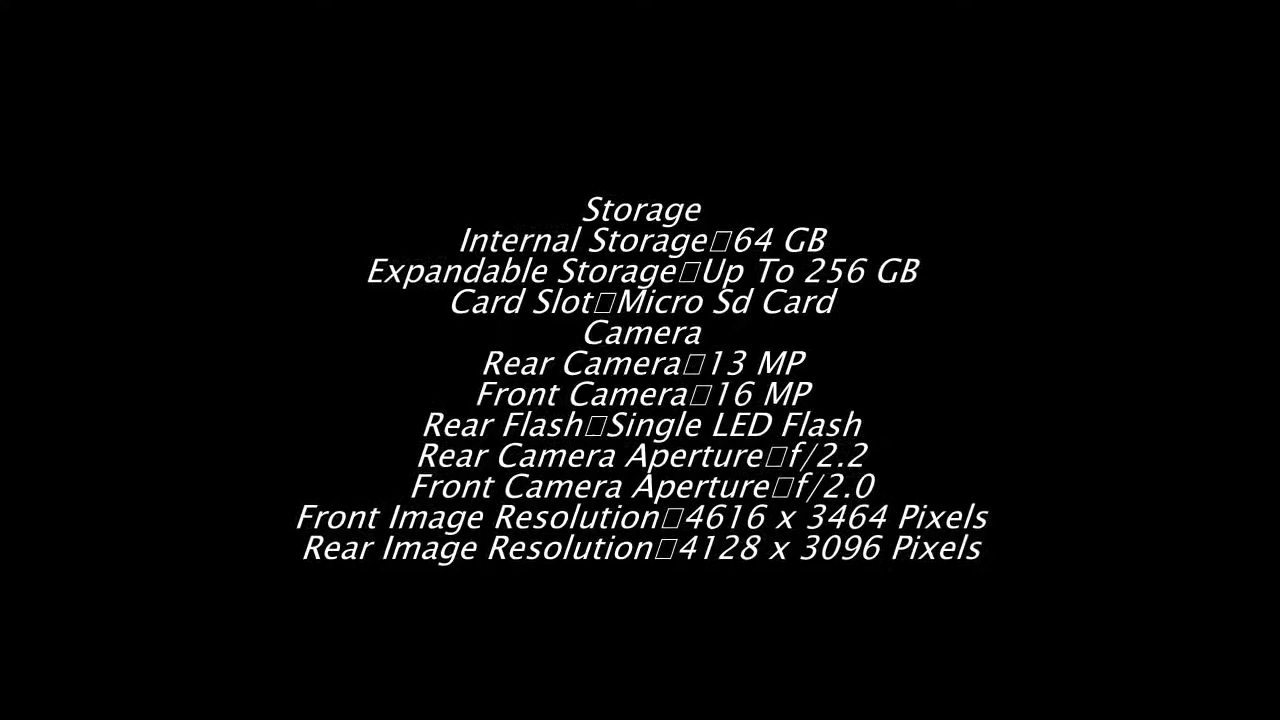 Storage
Internal Storage□64 GB
Expandable Storage□Up To 256 GB
Card Slot□Micro Sd Card
Camera
Rear Camera□13 MP
Front Camera□16 MP
Rear Flash□Single LED Flash
Rear Camera Aperture□f/2.2
Front Camera Aperture□f/2.0
Front Image Resolution□4616 x 3464 Pixels
Rear Image Resolution□4128 x 3096 Pixels